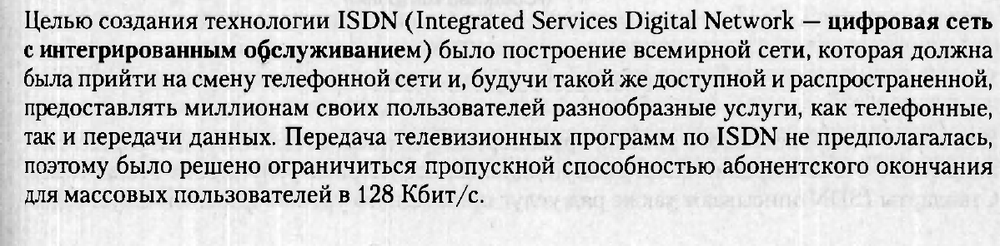 Целью создания технологии ISDN (Integrated Services Digital Network — цифровая сеть
с интегрированным обслуживанием) было построение всемирной сети, которая должна
была прийти на смену телефонной сети и, будучи такой же доступной и распространенной,
предоставлять миллионам своих пользователей разнообразные услуги, как телефонные,
так и передачи данных. Передача телевизионных программ по ISDN не предполагалась,
поэтому было решено ограничиться пропускной способностью абонентского окончания
для массовых пользователей в 128 Кбит/с.